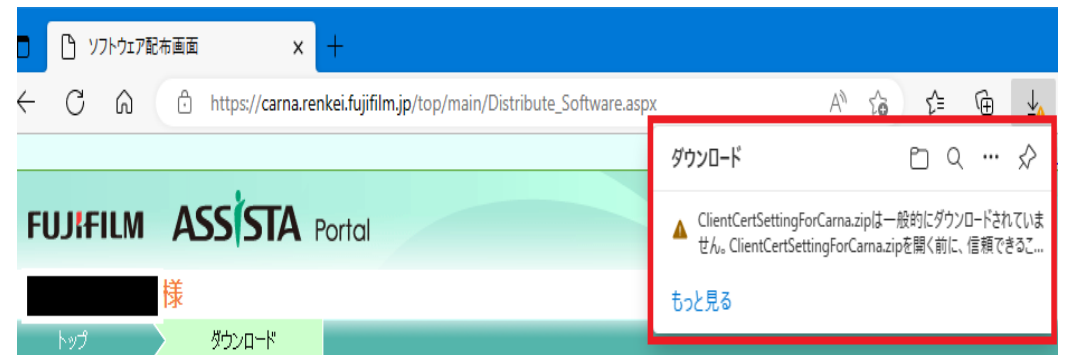 ソフトウェア配布画面
https://carna.renkei.fujifilm.jp/top/main/Distribute_Software.aspx
ダウンロード
ClientCertSettingForCarna.zipは一般的にダウンロードされていま
せん。ClientCertSettingForCarna.zipを開く前に、信頼できるこ...
もっと見る
FUJIFILM ASSISTA Portal
様
トップ ダウンロード